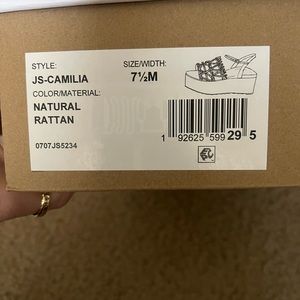 STYLE:
JS-CAMILIA
SIZE/WIDTH:
7½M
COLOR/MATERIAL:
NATURAL
RATTAN
0707JS5234
1 92625 599 29 5